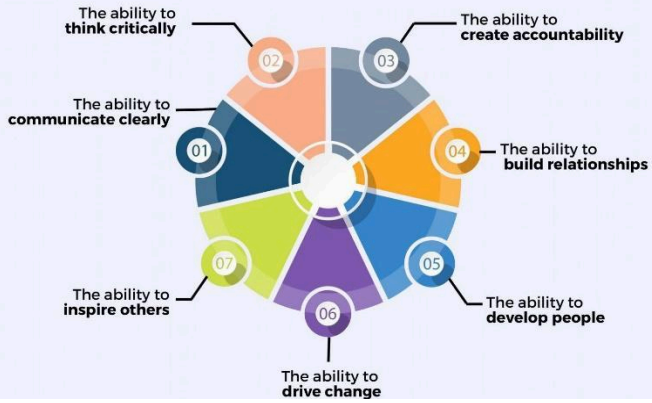 The ability to
think critically
02
The ability to
create accountability
03
The ability to
communicate clearly
01
04
The ability to
build relationships
07
05
The ability to
inspire others
The ability to
develop people
06
The ability to
drive change